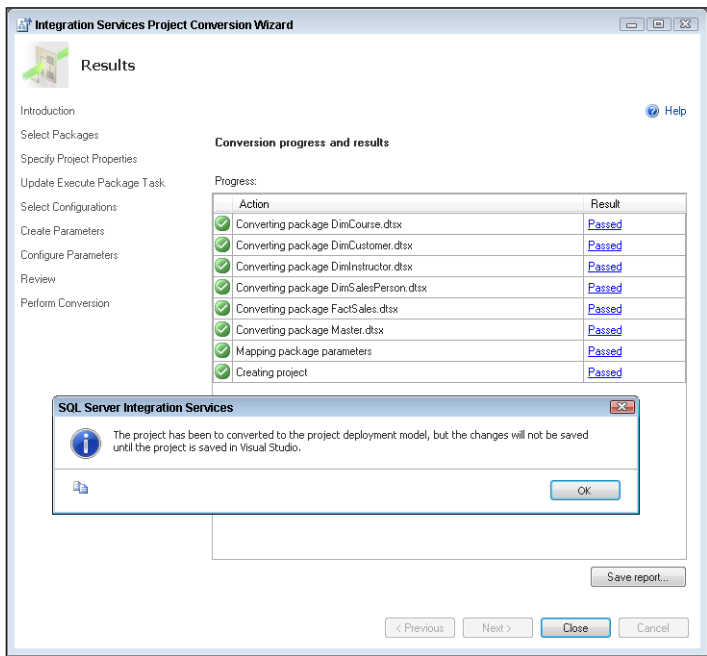 Integration Services Project Conversion Wizard
Results
Introduction
Select Packages
Specify Project Properties
Update Execute Package Task
Select Configurations
Create Parameters
Configure Parameters
Review
Perform Conversion
Help
Conversion progress and results
Progress:
Action Result
Converting package DimCourse.dtsx Passed
Converting package DimCustomer.dtsx Passed
Converting package DimInstructor.dtsx Passed
Converting package DimSalesPerson.dtsx Passed
Converting package FactSales.dtsx Passed
Converting package Master.dtsx Passed
Mapping package parameters Passed
Creating project Passed
SQL Server Integration Services
The project has been to converted to the project deployment model, but the changes will not be saved
until the project is saved in Visual Studio.
OK
Save report...
< Previous Next > Close Cancel